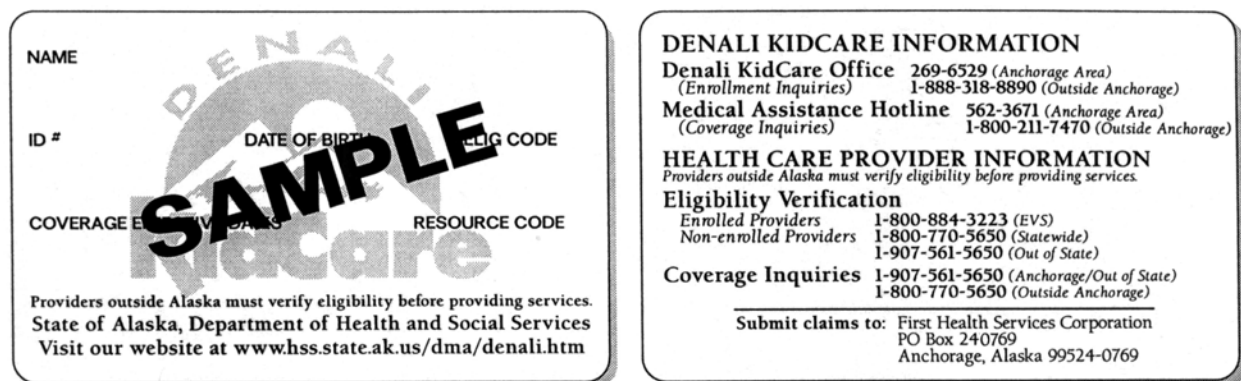 DENALI
NAME
ID # DATE OF BIRTH ELIG CODE
SAMPLE
COVERAGE EFFECTIVE DATES RESOURCE CODE
KidCare
Providers outside Alaska must verify eligibility before providing services.
State of Alaska, Department of Health and Social Services
Visit our website at www.hss.state.ak.us/dma/denali.htm
DENALI KIDCARE INFORMATION
Denali KidCare Office 269-6529 (Anchorage Area)
(Enrollment Inquiries) 1-888-318-8890 (Outside Anchorage)
Medical Assistance Hotline 562-3671 (Anchorage Area)
(Coverage Inquiries) 1-800-211-7470 (Outside Anchorage)
HEALTH CARE PROVIDER INFORMATION
Providers outside Alaska must verify eligibility before providing services.
Eligibility Verification
Enrolled Providers 1-800-884-3223 (EVS)
Non-enrolled Providers 1-800-770-5650 (Statewide)
1-907-561-5650 (Out of State)
Coverage Inquiries 1-907-561-5650 (Anchorage/Out of State)
1-800-770-5650 (Outside Anchorage)
Submit claims to: First Health Services Corporation
PO Box 240769
Anchorage, Alaska 99524-0769